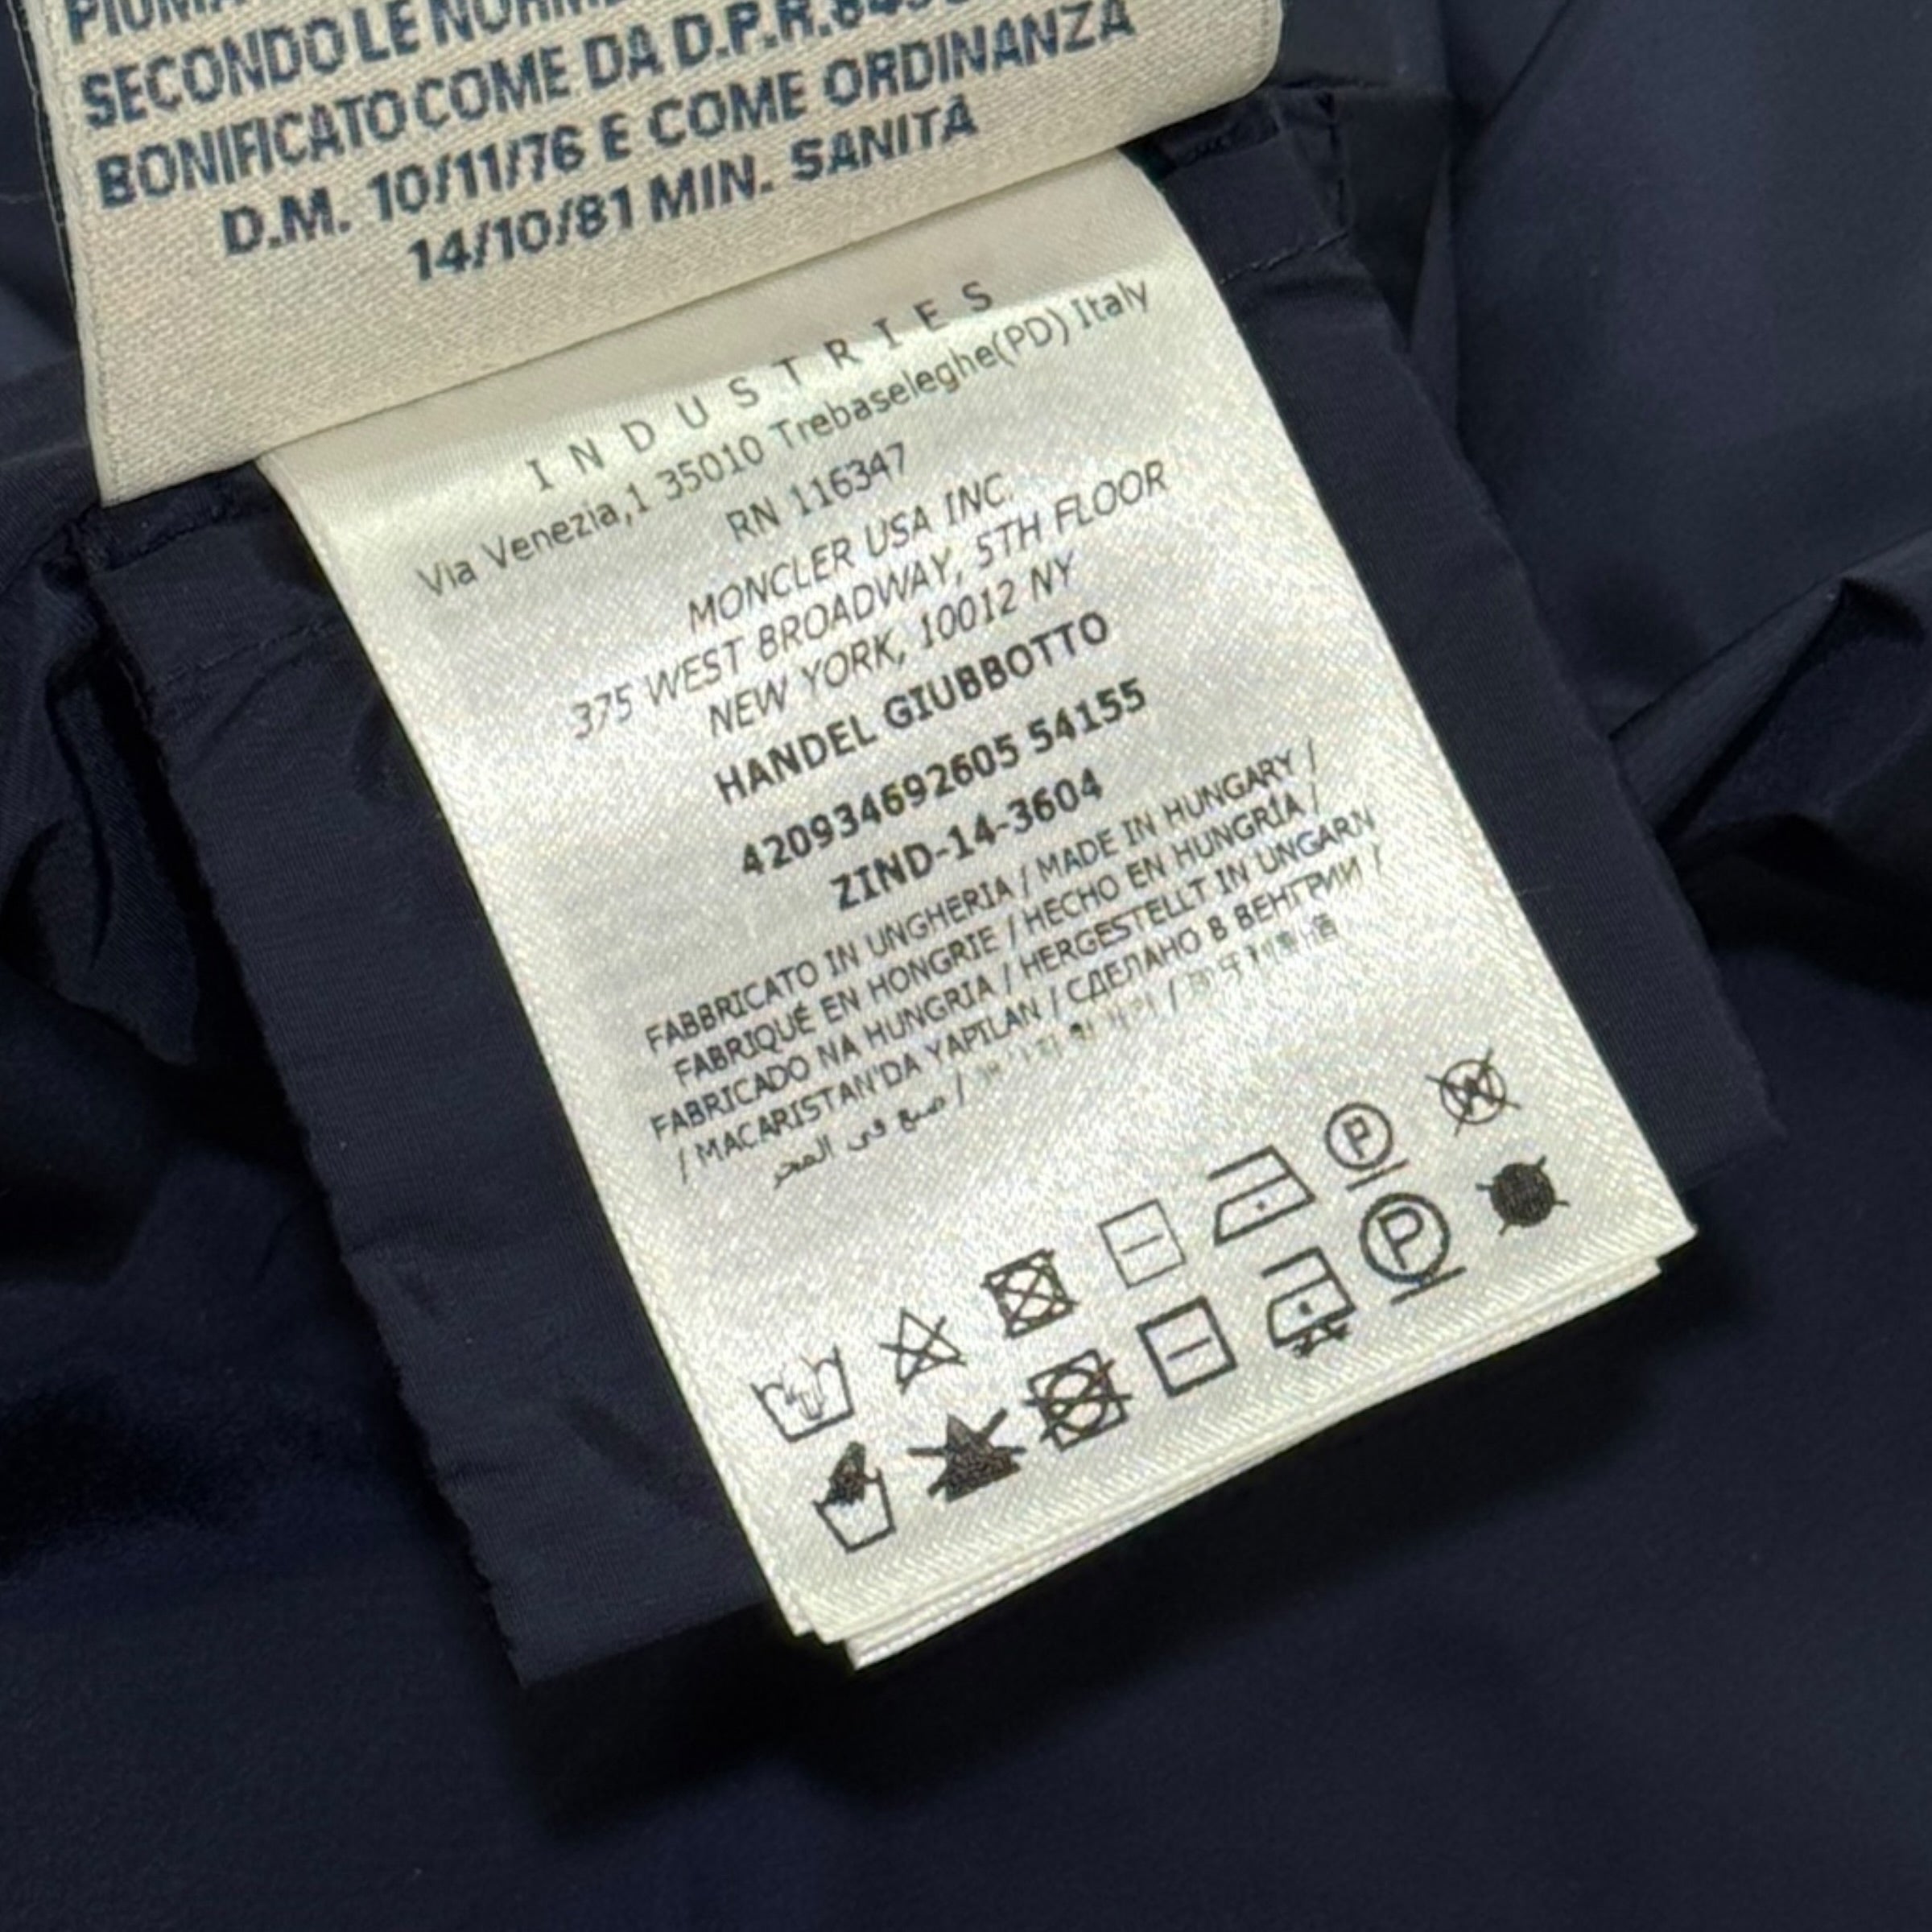 SECONDO LE NORME
BONIFICATO COME DA D.P.R.
D.M. 10/11/76 E COME ORDINANZA
14/10/81 MIN. SANITÀ
INDUSTRIES
Via Venezia,1 35010 Trebaseleghe(PD) Italy
RN 116347
MONCLER USA INC.
375 WEST BROADWAY, 5TH FLOOR
NEW YORK, 10012 NY
HANDEL GIUBBOTTO
420934692605 54155
ZIND-14-3604
FABBRICATO IN UNGHERIA / MADE IN HUNGARY /
FABRIQUÉ EN HONGRIE / HECHO EN HUNGRÍA /
FABRICADO NA HUNGRIA / HERGESTELLT IN UNGARN
/ MACARISTAN'DA YAPILAN / СДЕЛАНО В ВЕНГРИИ /
صنع في المجر /
P W
P